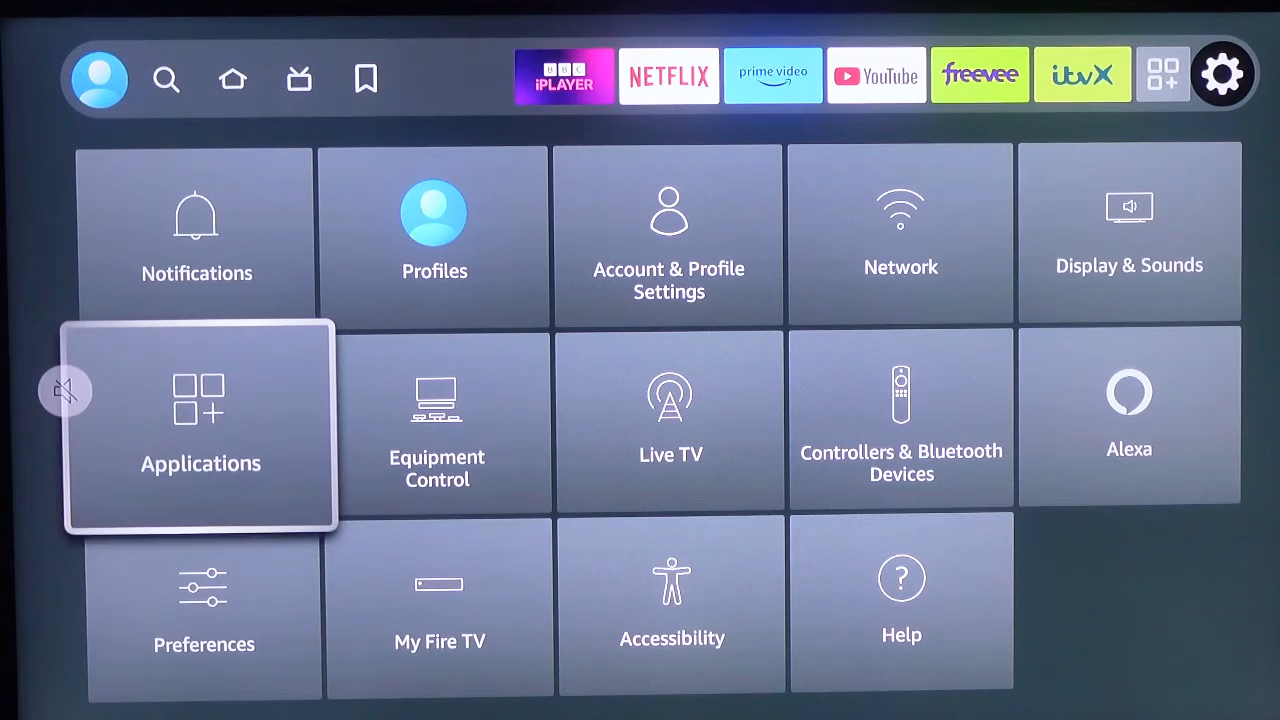 BBC
iPLAYER
NETFLIX
prime video
YouTube
freevee
itvX
Notifications
Profiles
Account & Profile
Settings
Network
Display & Sounds
Applications
Equipment
Control
Live TV
Controllers & Bluetooth
Devices
Alexa
Preferences
My Fire TV
Accessibility
?
Help